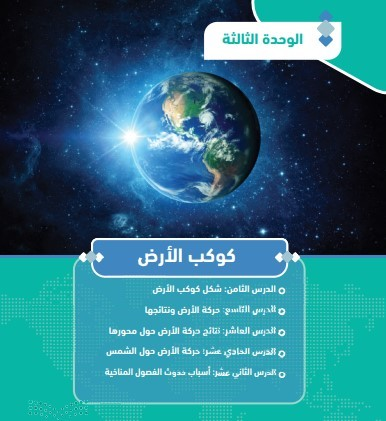 الوحدة الثالثة
كوكب الأرض
الدرس الثامن: شكل كوكب الأرض
الدرس التاسع: حركة الأرض ونتائجها
الدرس العاشر: نتائج حركة الأرض حول محورها
الدرس الحادي عشر: حركة الأرض حول الشمس
الدرس الثاني عشر: أسباب حدوث الفصول المناخية